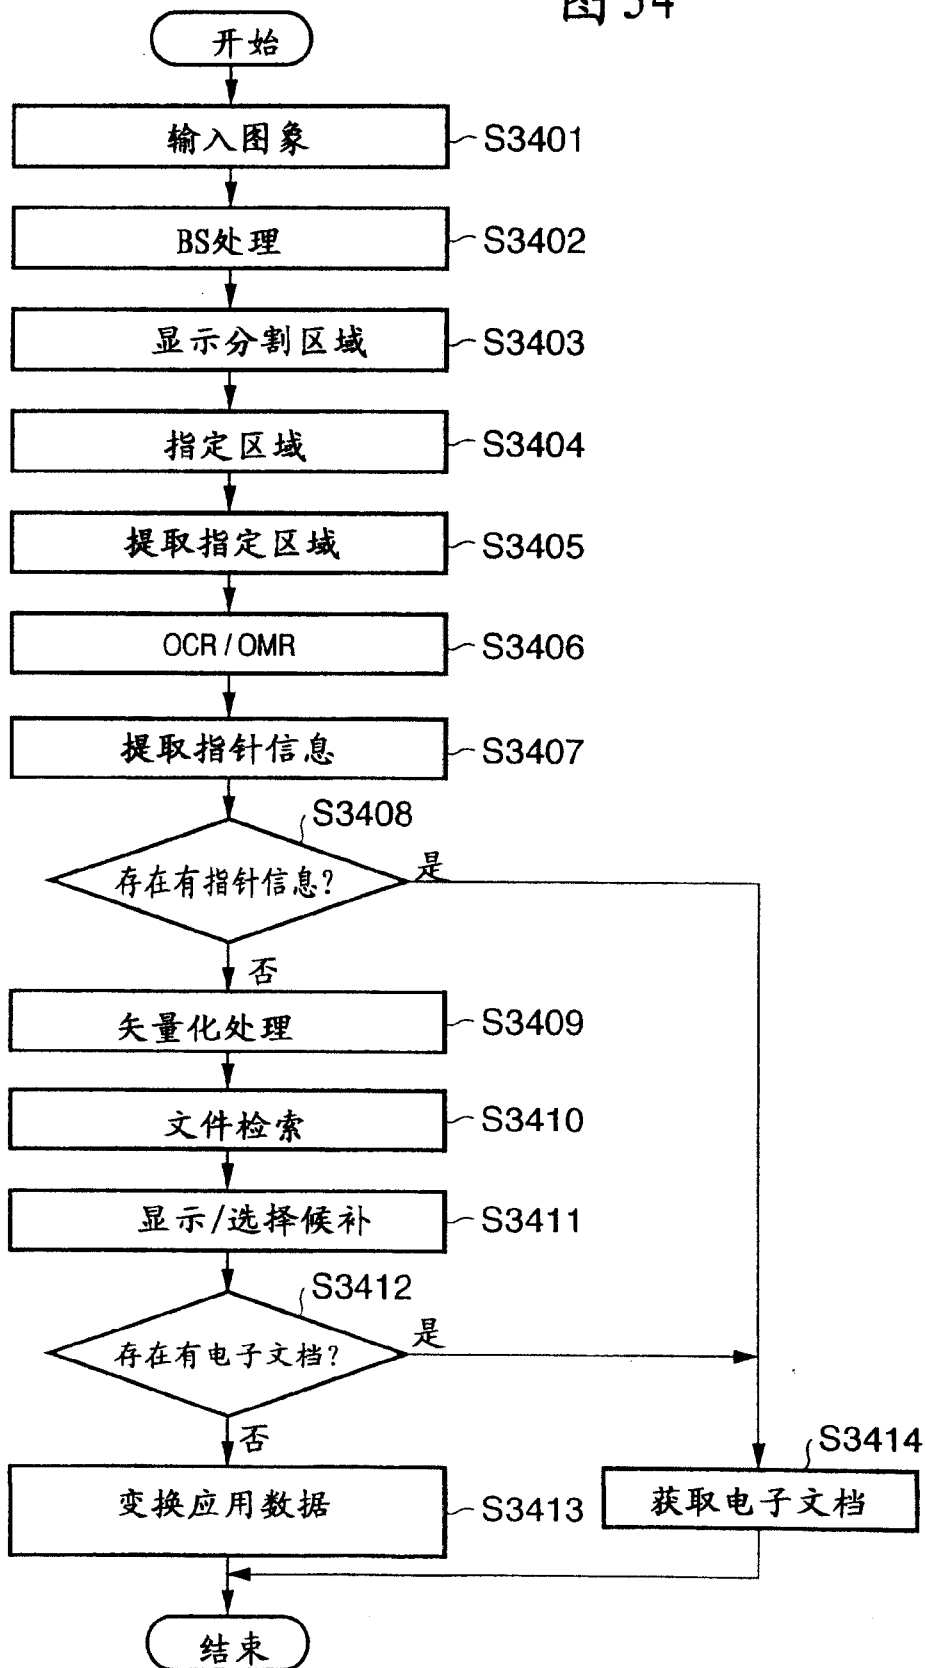 图34
开始
输入图象 S3401
BS处理 S3402
显示分割区域 S3403
指定区域 S3404
提取指定区域 S3405
OCR/OMR S3406
提取指针信息 S3407
S3408
存在有指针信息? 是
否
矢量化处理 S3409
文件检索 S3410
显示/选择候补 S3411
S3412
存在有电子文档? 是
否
S3414
变换应用数据 S3413 获取电子文档
结束